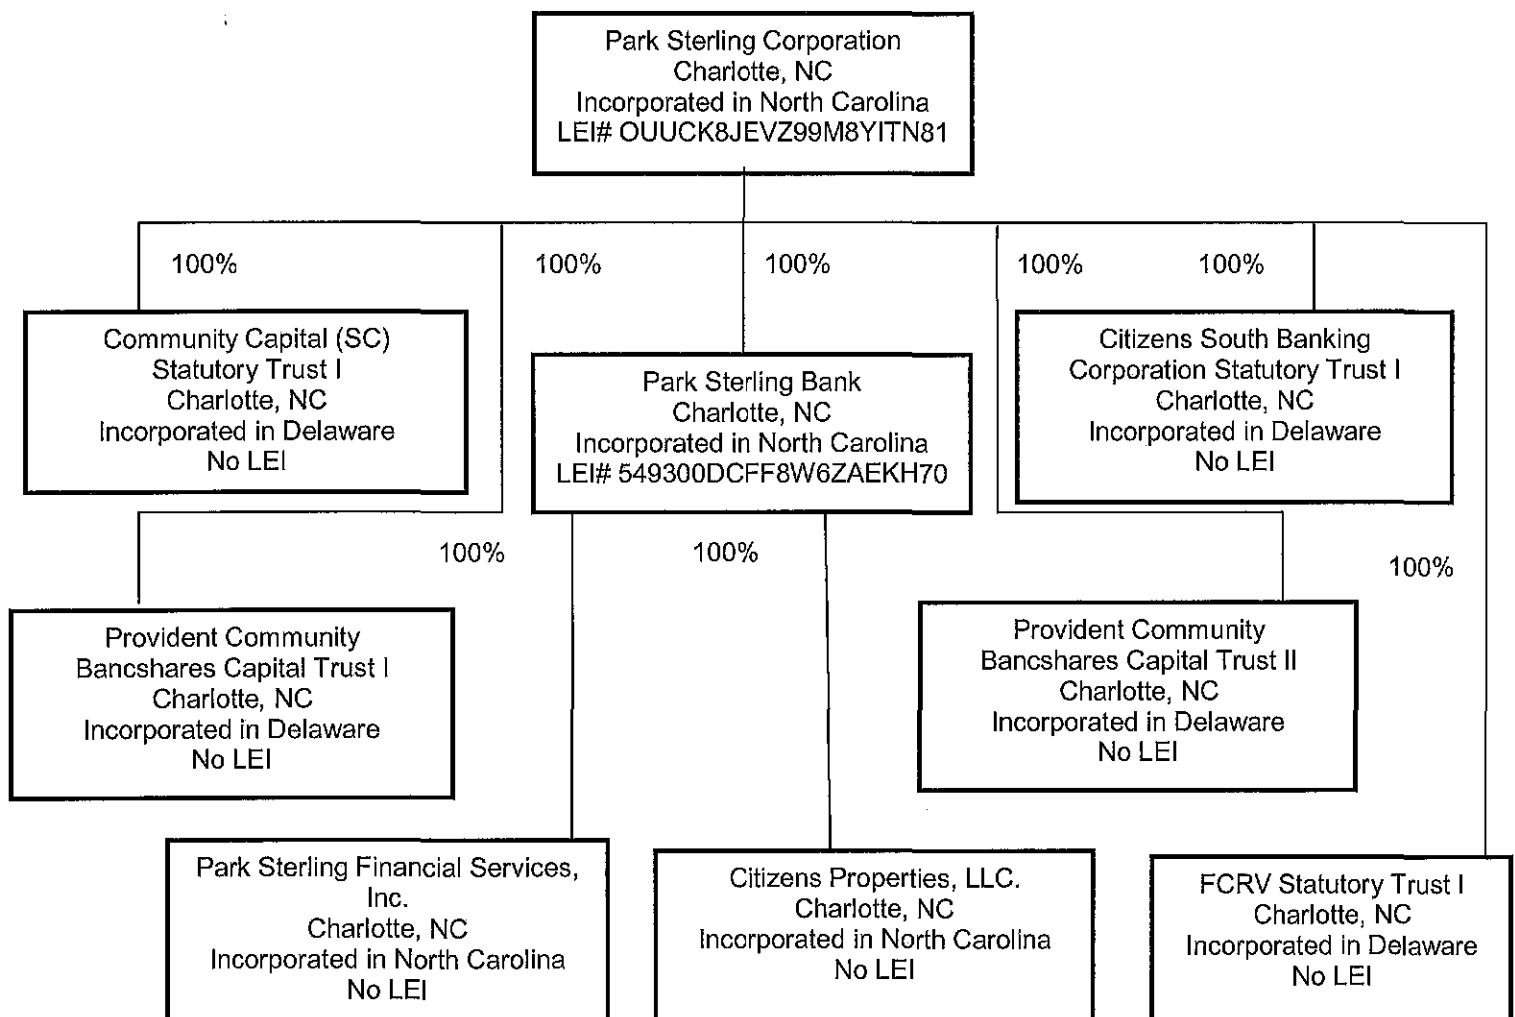 Park Sterling Corporation
Charlotte, NC
Incorporated in North Carolina
LEI# OUUCK8JEVZ99M8YITN81
100%
100%
100%
100%
100%
Community Capital (SC)
Statutory Trust I
Charlotte, NC
Incorporated in Delaware
No LEI
Park Sterling Bank
Charlotte, NC
Incorporated in North Carolina
LEI# 549300DCFF8W6ZAEKH70
Citizens South Banking
Corporation Statutory Trust I
Charlotte, NC
Incorporated in Delaware
No LEI
100%
100%
100%
Provident Community
Bancshares Capital Trust I
Charlotte, NC
Incorporated in Delaware
No LEI
Provident Community
Bancshares Capital Trust II
Charlotte, NC
Incorporated in Delaware
No LEI
Park Sterling Financial Services,
Inc.
Charlotte, NC
Incorporated in North Carolina
No LEI
Citizens Properties, LLC.
Charlotte, NC
Incorporated in North Carolina
No LEI
FCRV Statutory Trust I
Charlotte, NC
Incorporated in Delaware
No LEI